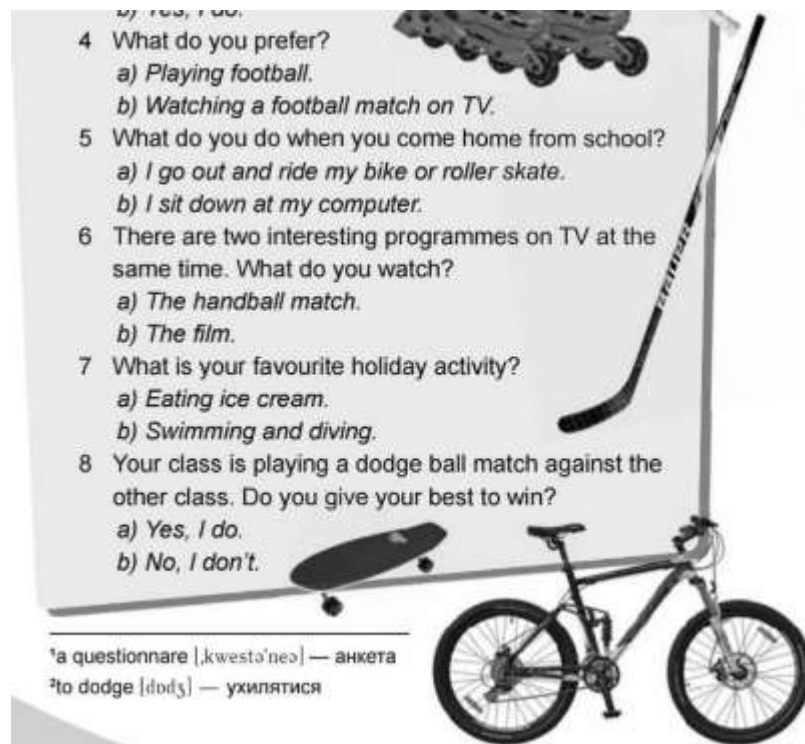 b) Yes, I do.
4 What do you prefer?
a) Playing football.
b) Watching a football match on TV.
5 What do you do when you come home from school?
a) I go out and ride my bike or roller skate.
b) I sit down at my computer.
6 There are two interesting programmes on TV at the
same time. What do you watch?
a) The handball match.
b) The film.
7 What is your favourite holiday activity?
a) Eating ice cream.
b) Swimming and diving.
8 Your class is playing a dodge ball match against the
other class. Do you give your best to win?
a) Yes, I do.
b) No, I don't.
¹a questionnare [ˌkwestəˈneə] — анкета
²to dodge [dɒdʒ] — ухилятися